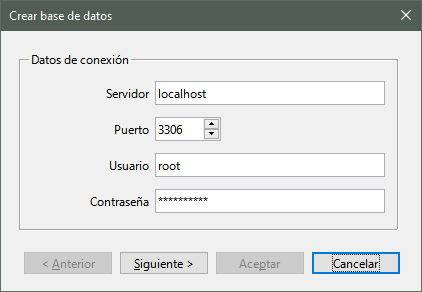 Crear base de datos
Datos de conexión
Servidor localhost
Puerto 3306
Usuario root
Contraseña **********
< Anterior Siguiente > Aceptar Cancelar